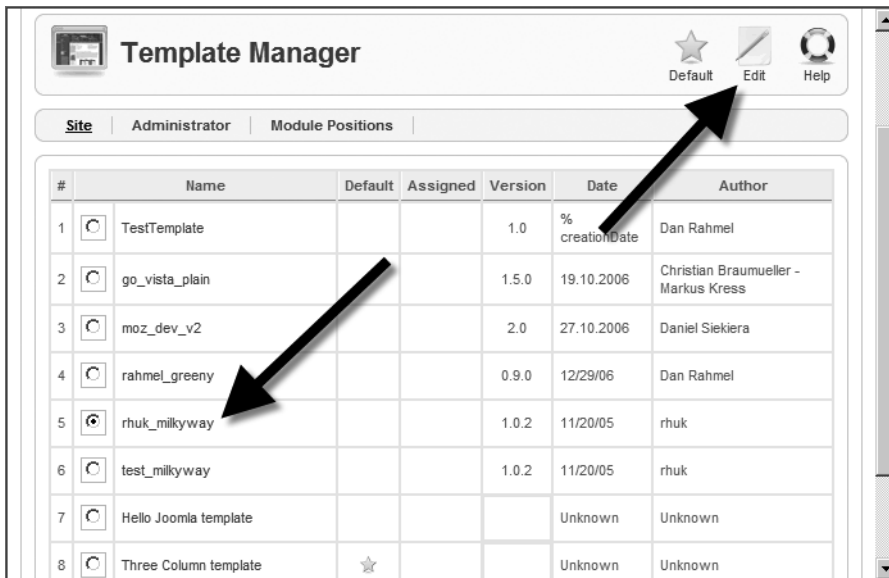 Template Manager
Default Edit Help
Site Administrator Module Positions
# Name Default Assigned Version Date Author
1 TestTemplate 1.0 % creationDate Dan Rahmel
2 go_vista_plain 1.5.0 19.10.2006 Christian Braumueller - Markus Kress
3 moz_dev_v2 2.0 27.10.2006 Daniel Siekiera
4 rahmel_greeny 0.9.0 12/29/06 Dan Rahmel
5 rhuk_milkyway 1.0.2 11/20/05 rhuk
6 test_milkyway 1.0.2 11/20/05 rhuk
7 Hello Joomla template Unknown Unknown
8 Three Column template Unknown Unknown